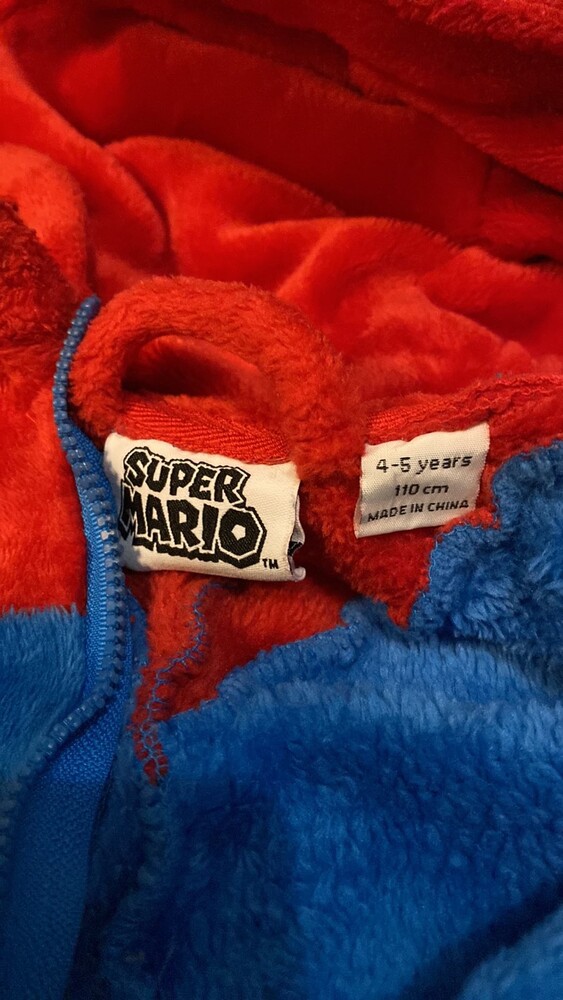 SUPER
MARIO
TM
4-5 years
110 cm
MADE IN CHINA